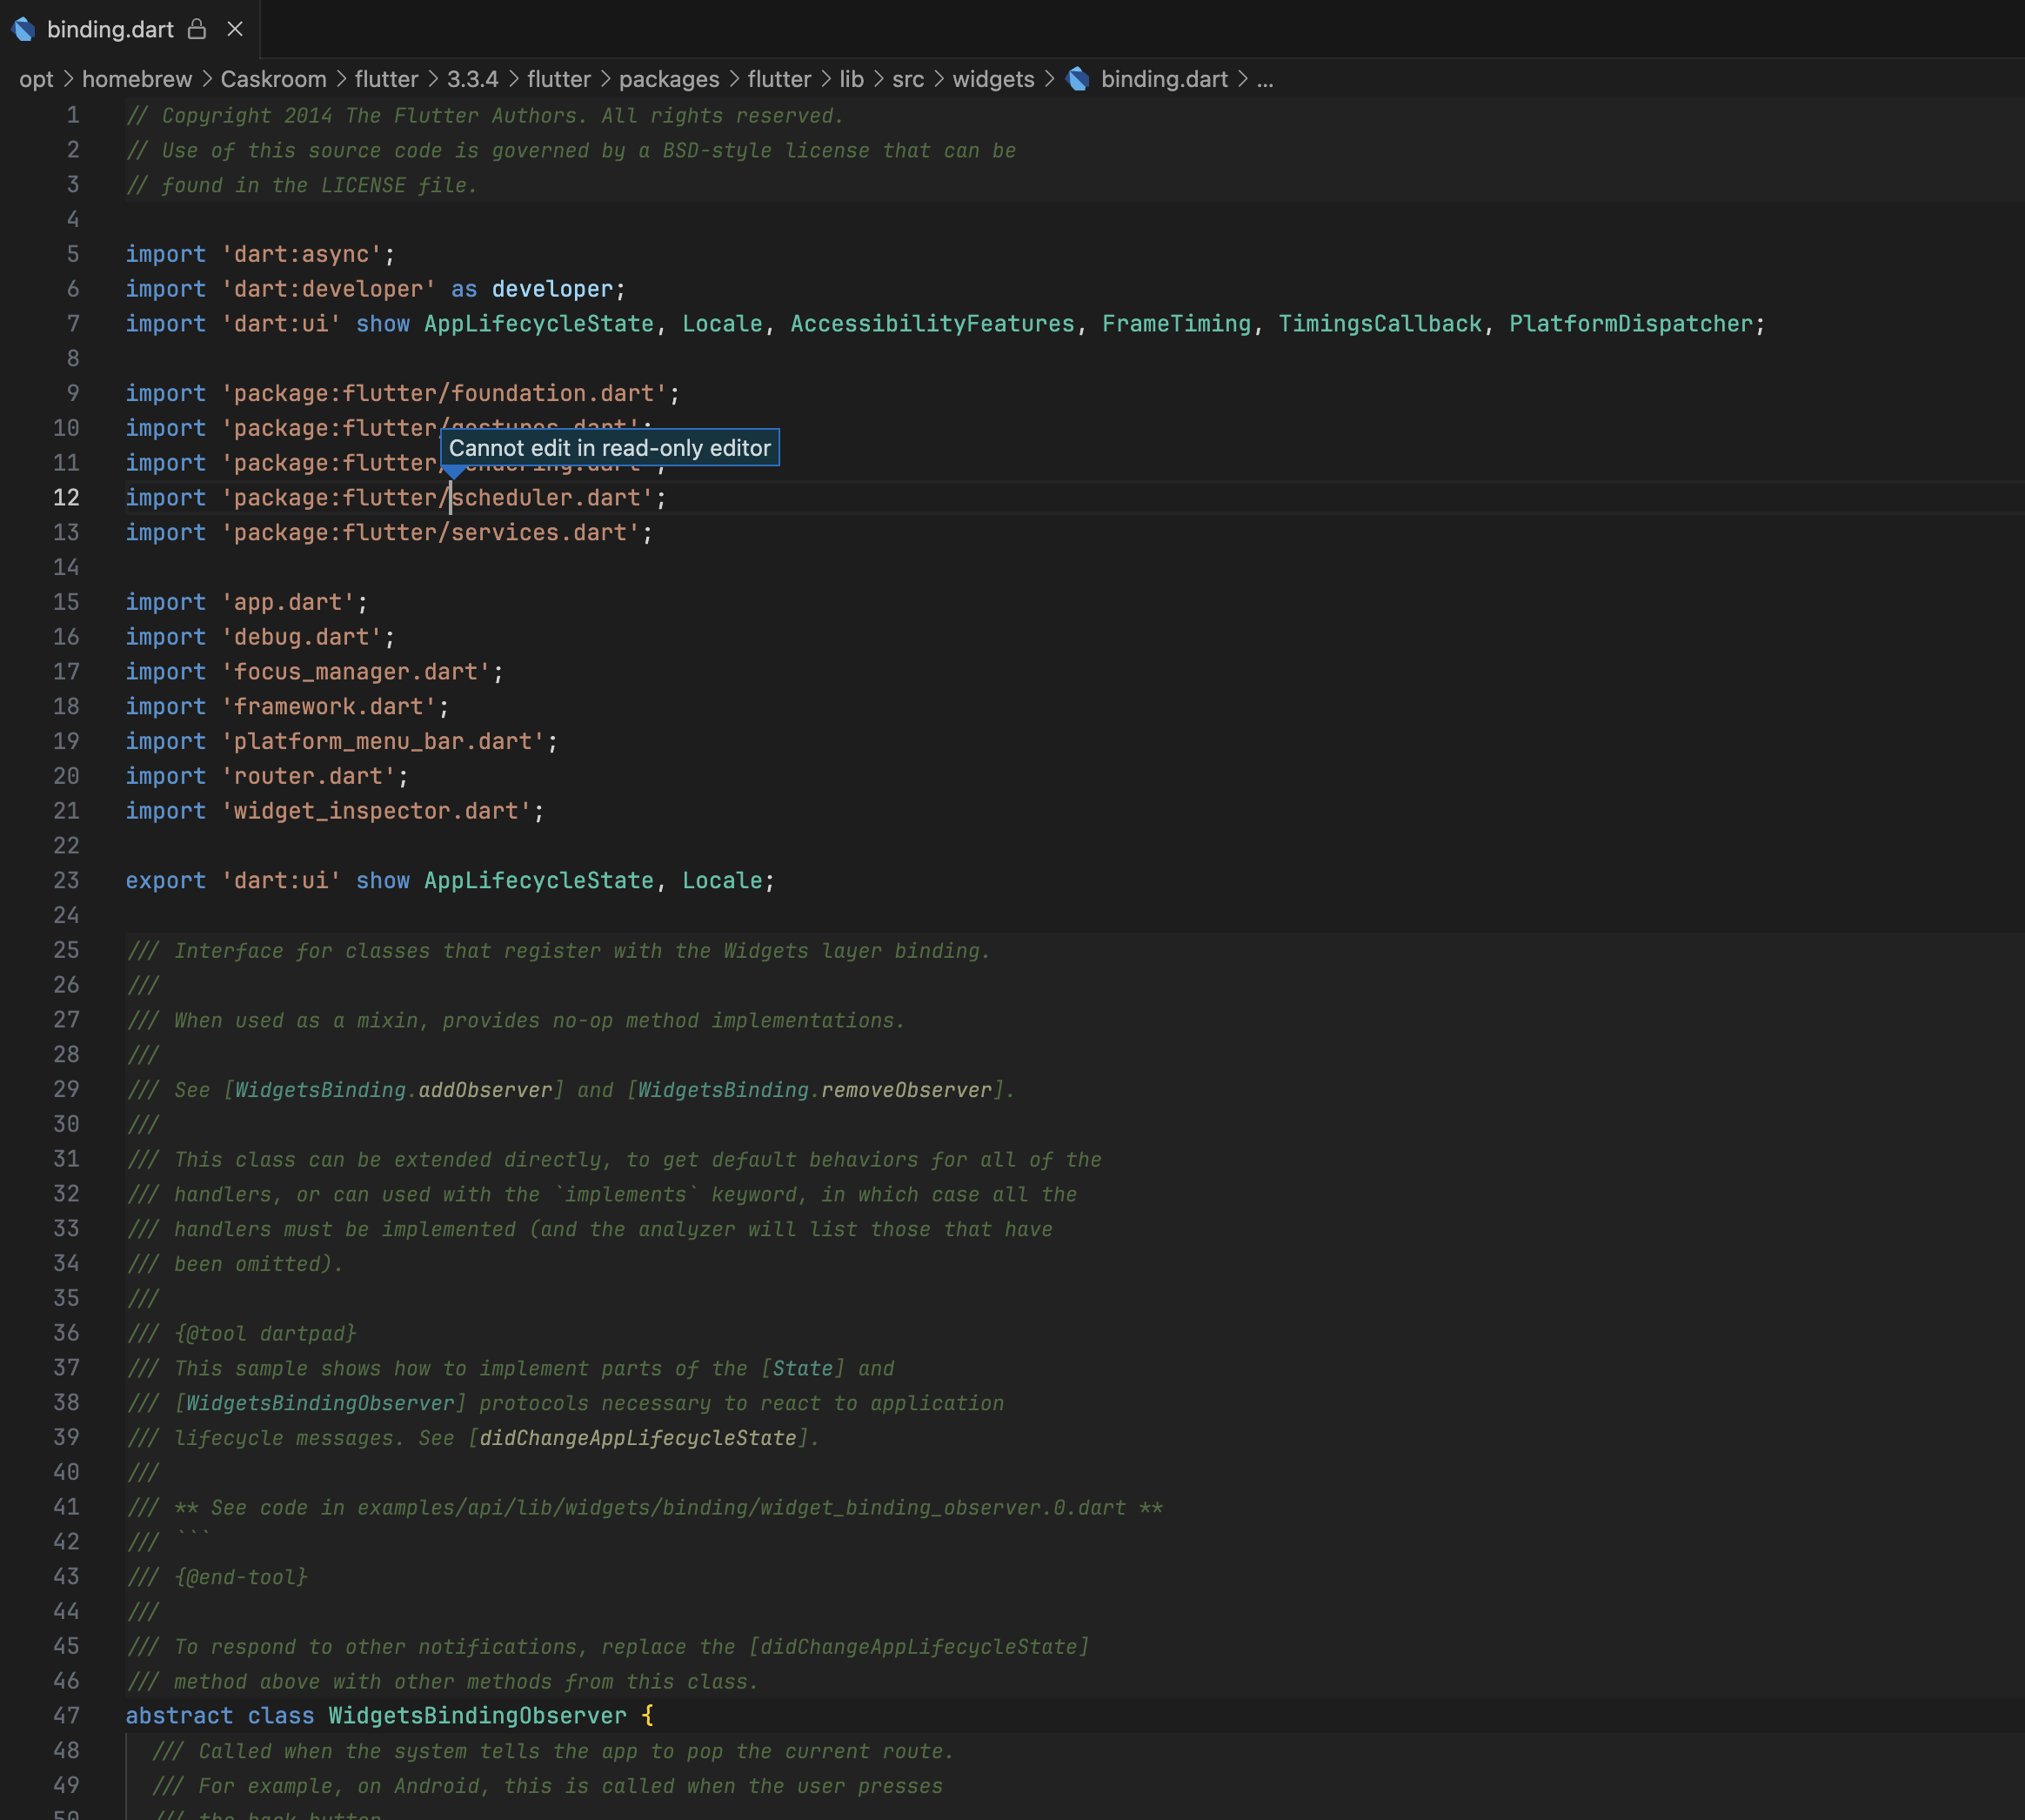 binding.dart
opt > homebrew > Caskroom > flutter > 3.3.4 > flutter > packages > flutter > lib > src > widgets > binding.dart > ...
1 // Copyright 2014 The Flutter Authors. All rights reserved.
2 // Use of this source code is governed by a BSD-style license that can be
3 // found in the LICENSE file.
4
5 import 'dart:async';
6 import 'dart:developer' as developer;
7 import 'dart:ui' show AppLifecycleState, Locale, AccessibilityFeatures, FrameTiming, TimingsCallback, PlatformDispatcher;
8
9 import 'package:flutter/foundation.dart';
10 import 'package:flutter/gestures.dart';
Cannot edit in read-only editor
11 import 'package:flutter/rendering.dart';
12 import 'package:flutter/scheduler.dart';
13 import 'package:flutter/services.dart';
14
15 import 'app.dart';
16 import 'debug.dart';
17 import 'focus_manager.dart';
18 import 'framework.dart';
19 import 'platform_menu_bar.dart';
20 import 'router.dart';
21 import 'widget_inspector.dart';
22
23 export 'dart:ui' show AppLifecycleState, Locale;
24
25 /// Interface for classes that register with the Widgets layer binding.
26 ///
27 /// When used as a mixin, provides no-op method implementations.
28 ///
29 /// See [WidgetsBinding.addObserver] and [WidgetsBinding.removeObserver].
30 ///
31 /// This class can be extended directly, to get default behaviors for all of the
32 /// handlers, or can used with the `implements` keyword, in which case all the
33 /// handlers must be implemented (and the analyzer will list those that have
34 /// been omitted).
35 ///
36 /// {@tool dartpad}
37 /// This sample shows how to implement parts of the [State] and
38 /// [WidgetsBindingObserver] protocols necessary to react to application
39 /// lifecycle messages. See [didChangeAppLifecycleState].
40 ///
41 /// ** See code in examples/api/lib/widgets/binding/widget_binding_observer.0.dart **
42 /// ```
43 /// {@end-tool}
44 ///
45 /// To respond to other notifications, replace the [didChangeAppLifecycleState]
46 /// method above with other methods from this class.
47 abstract class WidgetsBindingObserver {
48 /// Called when the system tells the app to pop the current route.
49 /// For example, on Android, this is called when the user presses
50 /// the back button